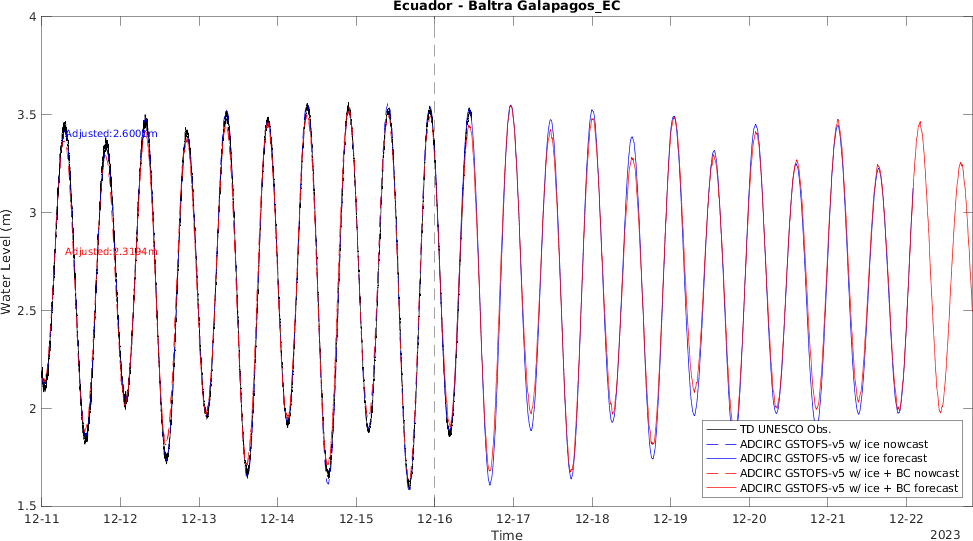 Ecuador - Baltra Galapagos_EC
4
3.5
3
2.5
2
1.5
Water Level (m)
Adjusted:2.6001m
Adjusted:2.3194m
TD UNESCO Obs.
ADCIRC GSTOFS-v5 w/ ice nowcast
ADCIRC GSTOFS-v5 w/ ice forecast
ADCIRC GSTOFS-v5 w/ ice + BC nowcast
ADCIRC GSTOFS-v5 w/ ice + BC forecast
12-11 12-12 12-13 12-14 12-15 12-16 12-17 12-18 12-19 12-20 12-21 12-22
Time
2023